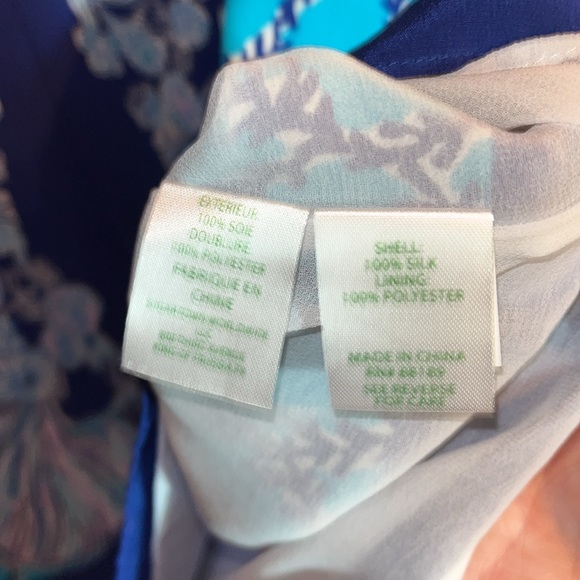 EXTERIEUR:
100% SOIE
DOUBLURE:
100% POLYESTER
FABRIQUE EN
CHINE
SHELL:
100% SILK
LINING:
100% POLYESTER
MADE IN CHINA
SEE REVERSE
FOR CARE